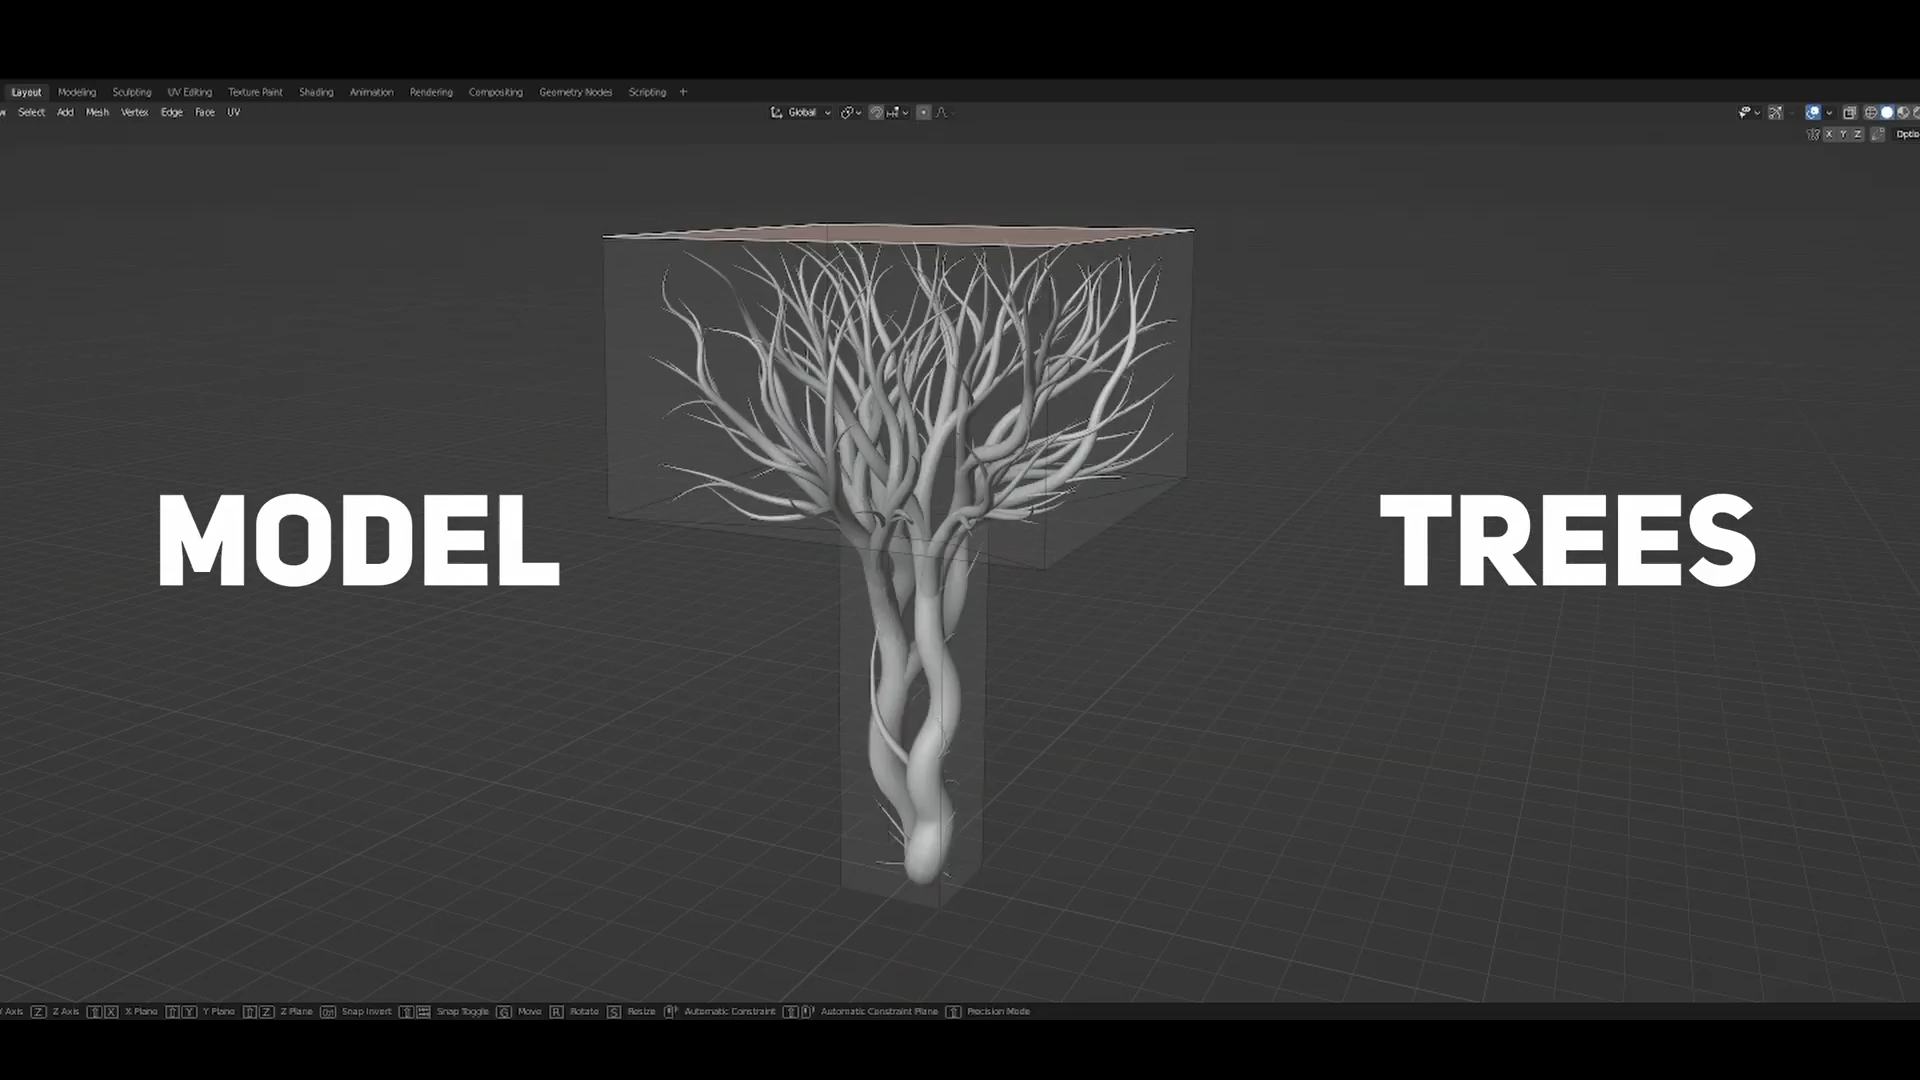 Layout Modeling Sculpting UV Editing Texture Paint Shading Animation Rendering Compositing Geometry Nodes Scripting +
Select Add Mesh Vertex Edge Face UV
Global
X Y Z
MODEL
TREES
Axis Z Z Axis X X Plane Y Y Plane Z Z Plane Ctrl Snap Invert Snap Toggle G Move R Rotate S Resize Automatic Constraint Automatic Constraint Plane Precision Mode